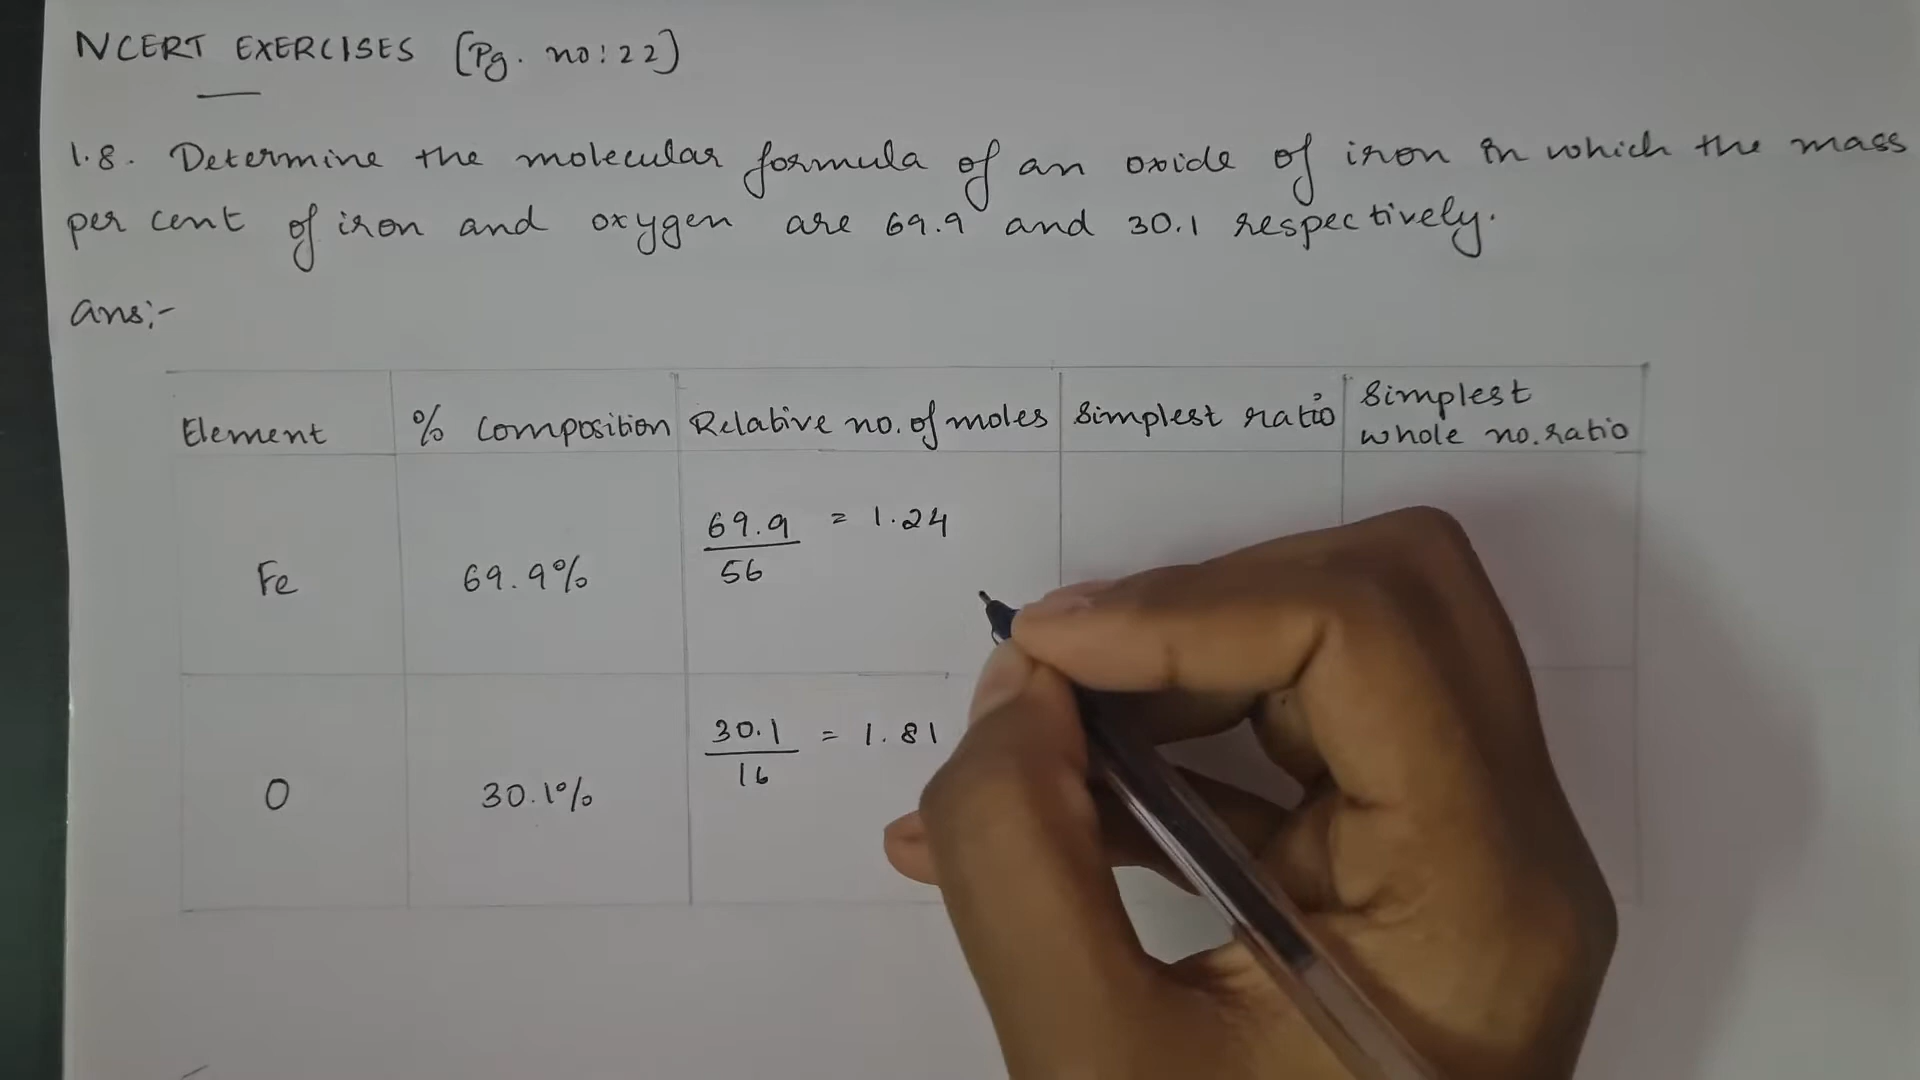 NCERT EXERCISES [Pg. no:22]
1.8. Determine the molecular formula of an oxide of iron in which the mass
per cent of iron and oxygen are 69.9 and 30.1 respectively.
ans:-
Element % composition Relative no. of moles Simplest ratio Simplest whole no. ratio
Fe 69.9% 69.9/56 = 1.24
O 30.1% 30.1/16 = 1.81